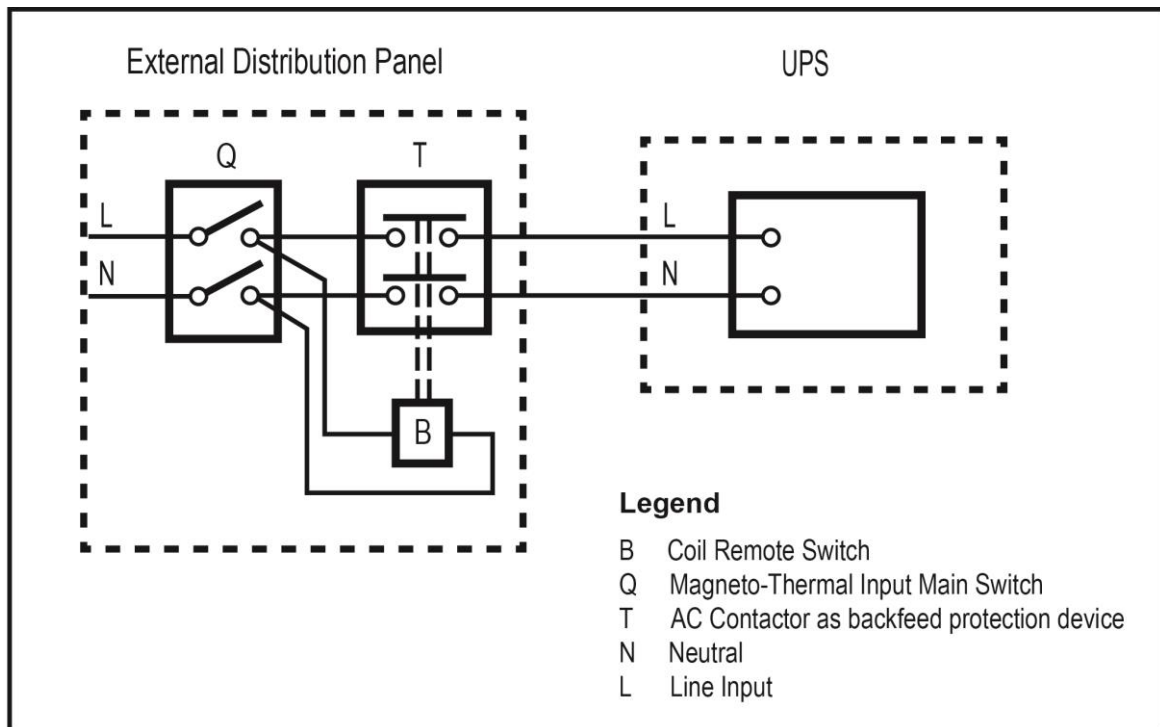 External Distribution Panel
UPS
Q
T
L
N
L
N
B
Legend
B Coil Remote Switch
Q Magneto-Thermal Input Main Switch
T AC Contactor as backfeed protection device
N Neutral
L Line Input